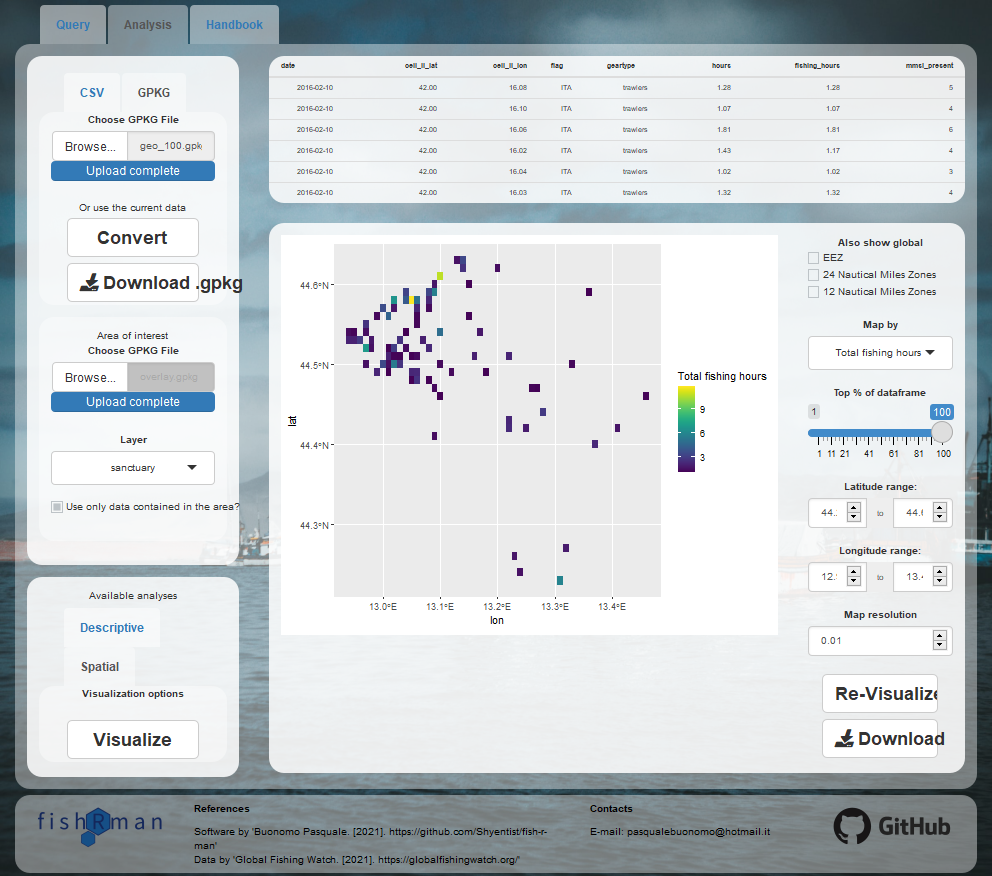 Query Analysis Handbook
CSV GPKG
Choose GPKG File
Browse... geo_100.gpk
Upload complete
Or use the current data
Convert
Download .gpkg
Area of interest
Choose GPKG File
Browse... overlay.gpkg
Upload complete
Layer
sanctuary
Use only data contained in the area?
Available analyses
Descriptive
Spatial
Visualization options
Visualize
date cell_ll_lat cell_ll_lon flag geartype hours fishing_hours mmsi_present
2016-02-10 42.00 16.08 ITA trawlers 1.28 1.28 5
2016-02-10 42.00 16.10 ITA trawlers 1.07 1.07 4
2016-02-10 42.00 16.06 ITA trawlers 1.81 1.81 6
2016-02-10 42.00 16.02 ITA trawlers 1.43 1.17 4
2016-02-10 42.00 16.04 ITA trawlers 1.02 1.02 3
2016-02-10 42.00 16.03 ITA trawlers 1.32 1.32 4
44.6°N
44.5°N
44.4°N
44.3°N
lat
13.0°E 13.1°E 13.2°E 13.3°E 13.4°E
lon
Total fishing hours
9
6
3
Also show global
EEZ
24 Nautical Miles Zones
12 Nautical Miles Zones
Map by
Total fishing hours
Top % of dataframe
1 100
1 11 21 41 61 81 100
Latitude range:
44. to 44.
Longitude range:
12. to 13.
Map resolution
0.01
Re-Visualize
Download
fishRman
References
Software by 'Buonomo Pasquale. [2021]. https://github.com/Shyentist/fish-r-
man'
Data by 'Global Fishing Watch. [2021]. https://globalfishingwatch.org/'
Contacts
E-mail: pasqualebuonomo@hotmail.it
GitHub